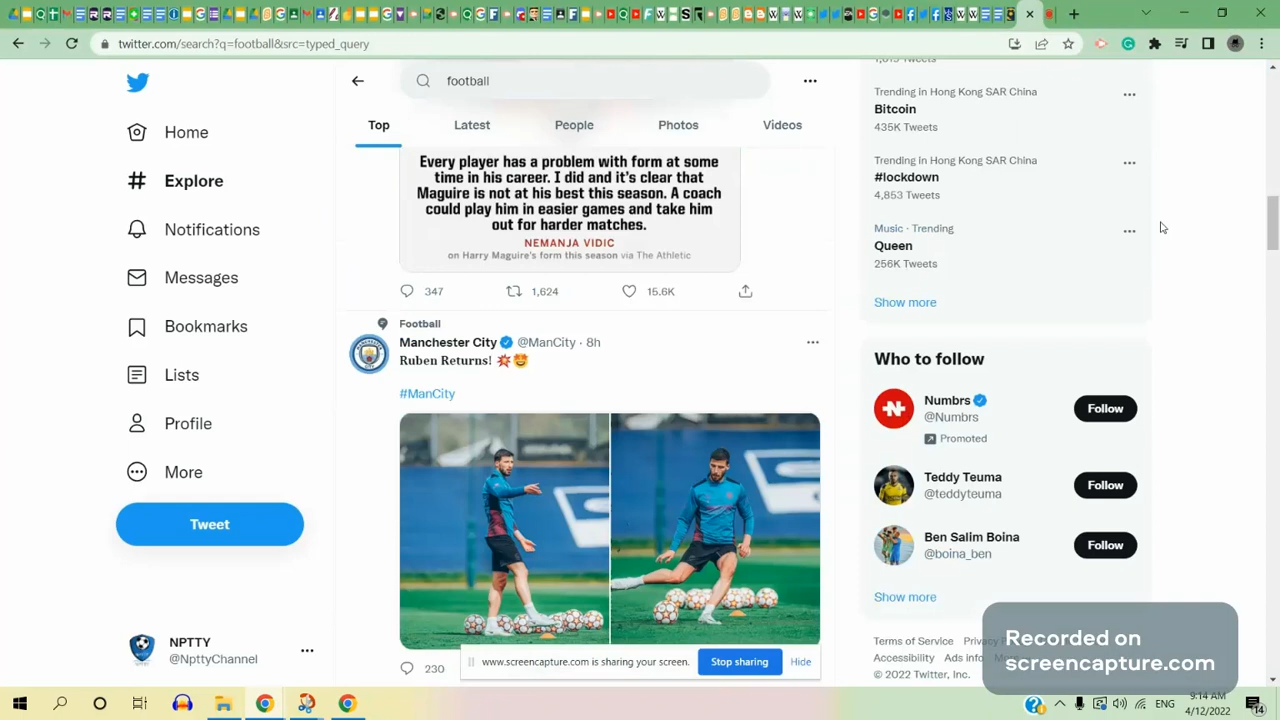 twitter.com/search?q=football&src=typed_query
football
Home
Explore
Notifications
Messages
Bookmarks
Lists
Profile
More
Tweet
NPTTY
@NpttyChannel
Top
Latest
People
Photos
Videos
Every player has a problem with form at some
time in his career. I did and it's clear that
Maguire is not at his best this season. A coach
could play him in easier games and take him
out for harder matches.
NEMANJA VIDIC
on Harry Maguire's form this season via The Athletic
347
1,624
15.6K
Football
Manchester City @ManCity · 8h
Ruben Returns! 💥🤩
#ManCity
230
Trending in Hong Kong SAR China
Bitcoin
435K Tweets
Trending in Hong Kong SAR China
#lockdown
4,853 Tweets
Music · Trending
Queen
256K Tweets
Show more
Who to follow
Numbrs
@Numbrs
Promoted
Follow
Teddy Teuma
@teddyteuma
Follow
Ben Salim Boina
@boina_ben
Follow
Show more
Terms of Service
Accessibility Ads info
© 2022 Twitter, Inc.
www.screencapture.com is sharing your screen.
Stop sharing
Hide
Recorded on
screencapture.com
ENG
9:14 AM
4/12/2022
14